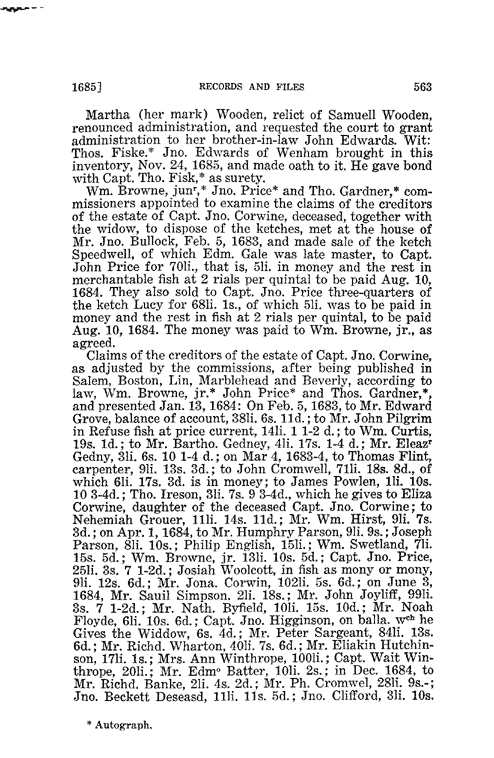 1685] RECORDS AND FILES 563
Martha (her mark) Wooden, relict of Samuell Wooden,
renounced administration, and requested the court to grant
administration to her brother-in-law John Edwards. Wit:
Thos. Fiske.* Jno. Edwards of Wenham brought in this
inventory, Nov. 24, 1685, and made oath to it. He gave bond
with Capt. Tho. Fisk,* as surety.
Wm. Browne, junʳ,* Jno. Price* and Tho. Gardner,* com-
missioners appointed to examine the claims of the creditors
of the estate of Capt. Jno. Corwine, deceased, together with
the widow, to dispose of the ketches, met at the house of
Mr. Jno. Bullock, Feb. 5, 1683, and made sale of the ketch
Speedwell, of which Edm. Gale was late master, to Capt.
John Price for 70li., that is, 5li. in money and the rest in
merchantable fish at 2 rials per quintal to be paid Aug. 10,
1684. They also sold to Capt. Jno. Price three-quarters of
the ketch Lucy for 68li. 1s., of which 5li. was to be paid in
money and the rest in fish at 2 rials per quintal, to be paid
Aug. 10, 1684. The money was paid to Wm. Browne, jr., as
agreed.
Claims of the creditors of the estate of Capt. Jno. Corwine,
as adjusted by the commissions, after being published in
Salem, Boston, Lin, Marblehead and Beverly, according to
law, Wm. Browne, jr.* John Price* and Thos. Gardner,*,
and presented Jan. 13, 1684: On Feb. 5, 1683, to Mr. Edward
Grove, balance of account, 38li. 6s. 11d.; to Mr. John Pilgrim
in Refuse fish at price current, 14li. 1 1-2 d.; to Wm. Curtis,
19s. 1d.; to Mr. Bartho. Gedney, 4li. 17s. 1-4 d.; Mr. Eleazʳ
Gedny, 3li. 6s. 10 1-4 d.; on Mar 4, 1683-4, to Thomas Flint,
carpenter, 9li. 13s. 3d.; to John Cromwell, 71li. 18s. 8d., of
which 6li. 17s. 3d. is in money; to James Powlen, 1li. 10s.
10 3-4d.; Tho. Ireson, 3li. 7s. 9 3-4d., which he gives to Eliza
Corwine, daughter of the deceased Capt. Jno. Corwine; to
Nehemiah Grouer, 11li. 14s. 11d.; Mr. Wm. Hirst, 9li. 7s.
3d.; on Apr. 1, 1684, to Mr. Humphry Parson, 9li. 9s.; Joseph
Parson, 8li. 10s.; Philip English, 15li.; Wm. Swetland, 7li.
15s. 5d.; Wm. Browne, jr. 13li. 10s. 5d.; Capt. Jno. Price,
25li. 3s. 7 1-2d.; Josiah Woolcott, in fish as mony or mony,
9li. 12s. 6d.; Mr. Jona. Corwin, 102li. 5s. 6d.; on June 3,
1684, Mr. Sauil Simpson, 2li. 18s.; Mr. John Joyliff, 99li.
3s. 7 1-2d.; Mr. Nath. Byfield, 10li. 15s. 10d.; Mr. Noah
Floyde, 6li. 10s. 6d.; Capt. Jno. Higginson, on balla. wᶜʰ he
Gives the Widdow, 6s. 4d.; Mr. Peter Sargeant, 84li. 13s.
6d.; Mr. Richd. Wharton, 40li. 7s. 6d.; Mr. Eliakin Hutchin-
son, 17li. 1s.; Mrs. Ann Winthrope, 100li.; Capt. Wait Win-
thrope, 20li.; Mr. Edmᵒ Batter, 10li. 2s.; in Dec. 1684, to
Mr. Richd. Banke, 2li. 4s. 2d.; Mr. Ph. Cromwel, 28li. 9s.-;
Jno. Beckett Deseasd, 11li. 11s. 5d.; Jno. Clifford, 3li. 10s.
* Autograph.